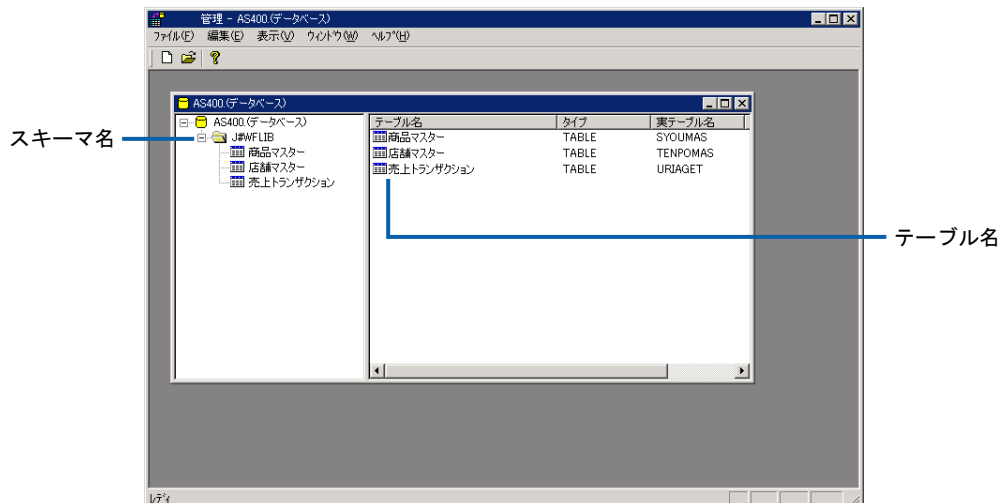 管理 - AS400.(データベース)
ファイル(F) 編集(E) 表示(V) ウィンドウ(W) ヘルプ(H)
AS400.(データベース)
AS400.(データベース)
J#WFLIB
商品マスター
店舗マスター
売上トランザクション
テーブル名 タイプ 実テーブル名
商品マスター TABLE SYOUMAS
店舗マスター TABLE TENPOMAS
売上トランザクション TABLE URIAGET
スキーマ名
テーブル名
レディ